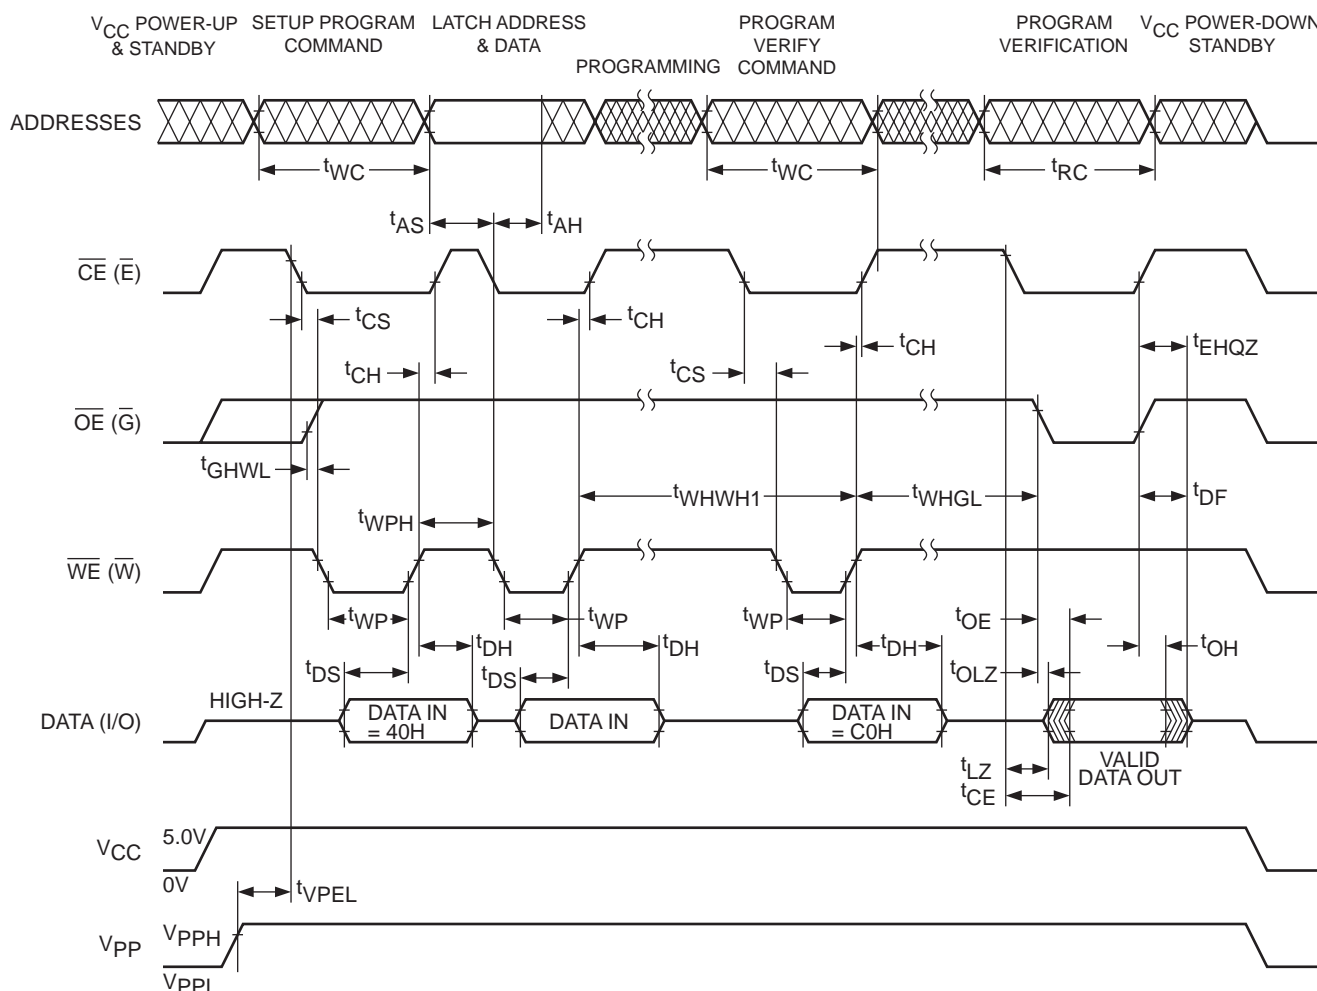 VCC POWER-UP & STANDBY
SETUP PROGRAM COMMAND
LATCH ADDRESS & DATA
PROGRAMMING
PROGRAM VERIFY COMMAND
PROGRAM VERIFICATION
VCC POWER-DOWN STANDBY
ADDRESSES
tWC
tWC
tRC
tAS
tAH
CE (E)
tCS
tCH
tCH
tCS
tCH
tEHQZ
OE (G)
tGHWL
tWPH
tWHWH1
tWHGL
tDF
WE (W)
tWP
tWP
tWP
tOE
tDH
tDH
tDH
tOH
tDS
tDS
tDS
tOLZ
DATA (I/O)
HIGH-Z
DATA IN
= 40H
DATA IN
DATA IN
= C0H
VALID
DATA OUT
tLZ
tCE
VCC
5.0V
0V
tVPEL
VPP
VPPH
VPPL